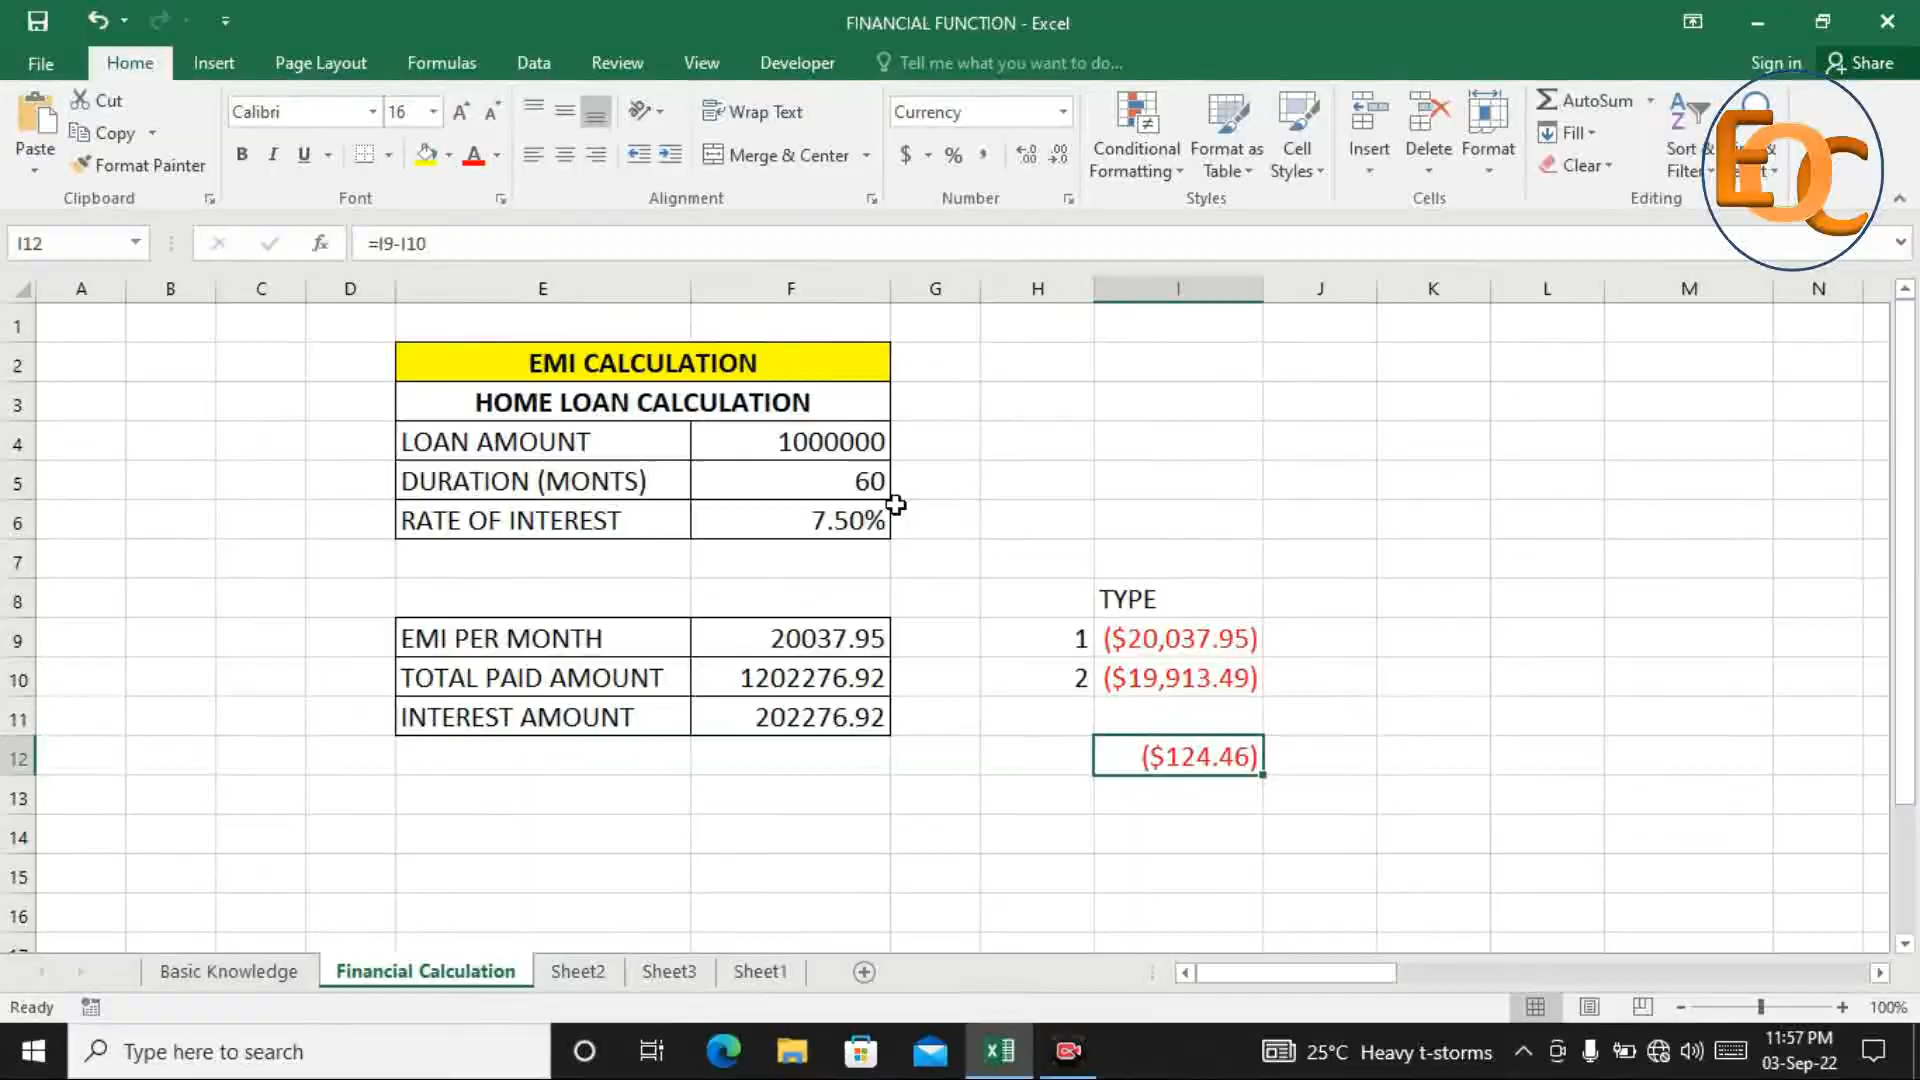 FINANCIAL FUNCTION - Excel
File Home Insert Page Layout Formulas Data Review View Developer Tell me what you want to do... Sign in Share
Paste
Cut
Copy
Format Painter
Clipboard
Calibri 16
B I U A
Font
Wrap Text
Merge & Center
Alignment
Currency
$ % ,
Number
Conditional Formatting
Format as Table
Cell Styles
Styles
Insert Delete Format
Cells
AutoSum
Fill
Clear
Sort &
Filter
Editing
EOC
I12 fx =I9-I10
A B C D E F G H I J K L M N
1
2 EMI CALCULATION
3 HOME LOAN CALCULATION
4 LOAN AMOUNT 1000000
5 DURATION (MONTS) 60
6 RATE OF INTEREST 7.50%
7
8 TYPE
9 EMI PER MONTH 20037.95 1 ($20,037.95)
10 TOTAL PAID AMOUNT 1202276.92 2 ($19,913.49)
11 INTEREST AMOUNT 202276.92
12 ($124.46)
13
14
15
16
Basic Knowledge Financial Calculation Sheet2 Sheet3 Sheet1
Ready 100%
Type here to search 25°C Heavy t-storms 11:57 PM
03-Sep-22